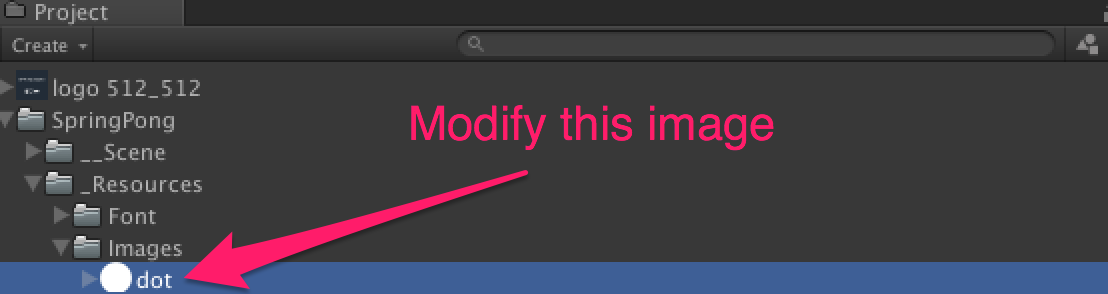 Project
Create
logo 512_512
SpringPong
Modify this image
__Scene
_Resources
Font
Images
dot